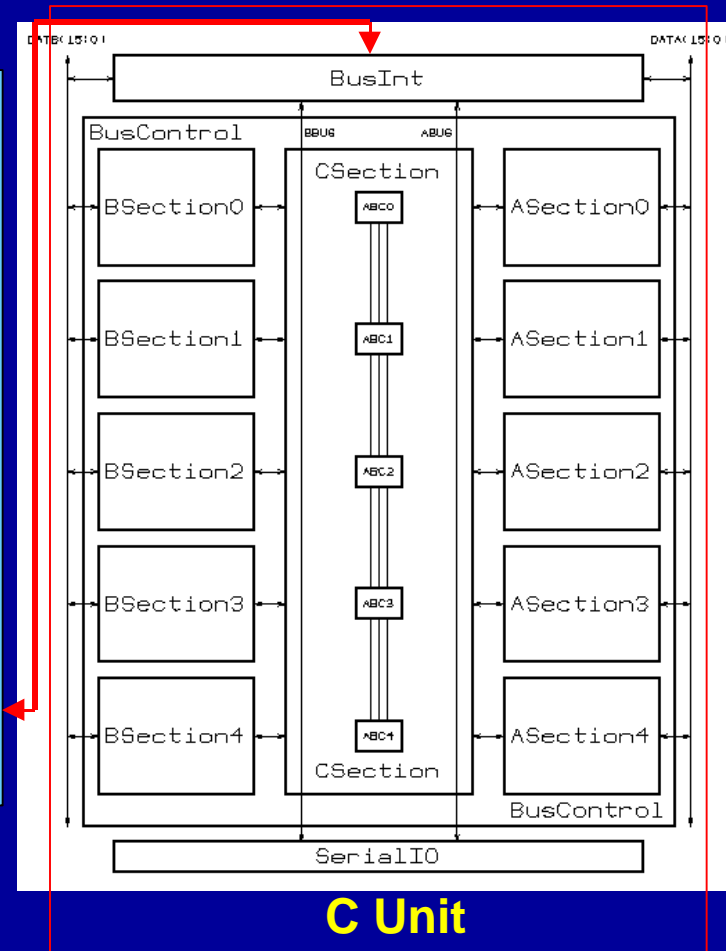 DATB(15:0) DATA(15:0)
BusInt
BusControl BBUS ABUS
CSection
BSection0 ABC0 ASection0
BSection1 ABC1 ASection1
BSection2 ABC2 ASection2
BSection3 ABC3 ASection3
BSection4 ABC4 ASection4
CSection
BusControl
SerialIO
C Unit